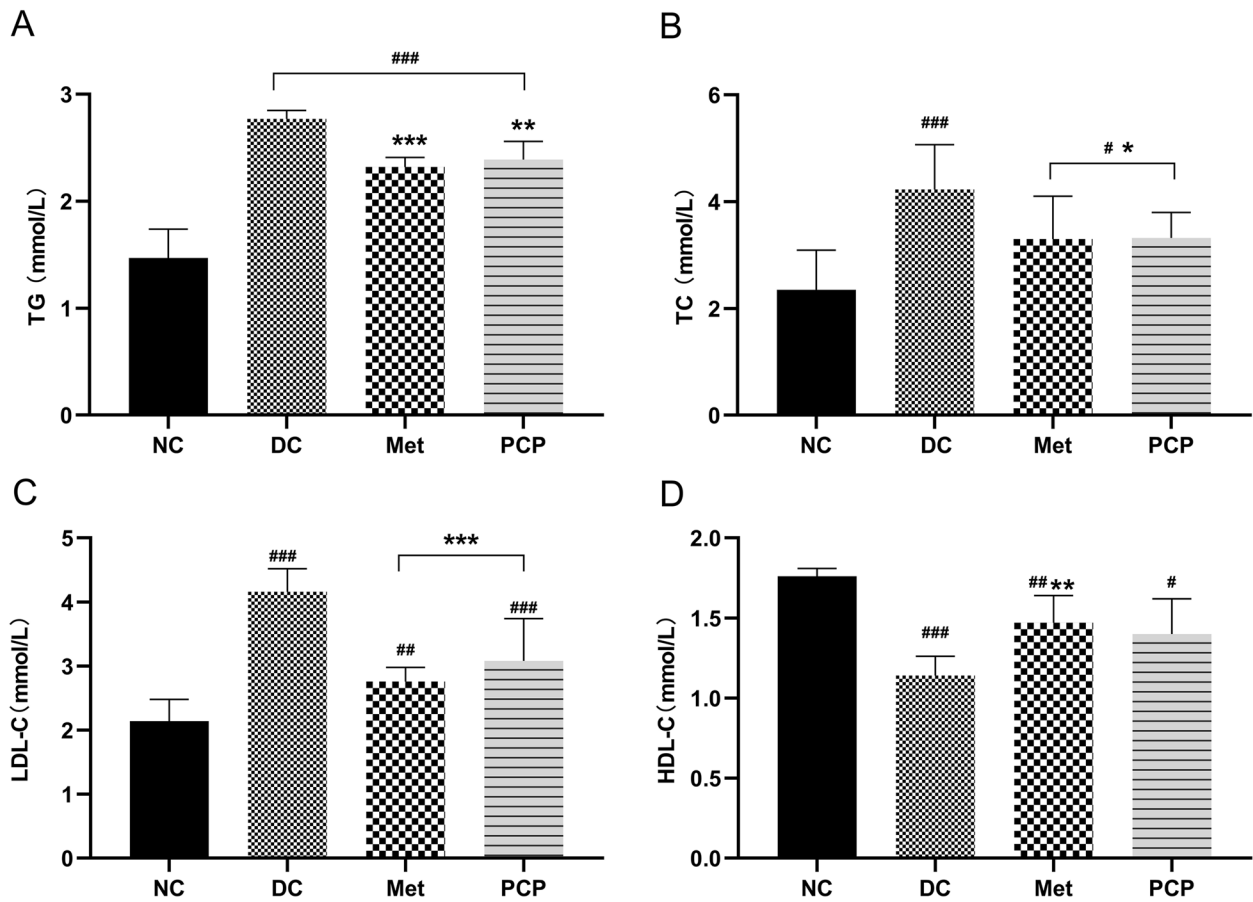 A
###
TG (mmol/L)
3
2
1
0
***
**
NC DC Met PCP
B
TC (mmol/L)
6
4
2
0
###
# *
NC DC Met PCP
C
LDL-C (mmol/L)
5
4
3
2
1
0
###
***
##
###
NC DC Met PCP
D
HDL-C (mmol/L)
2.0
1.5
1.0
0.5
0.0
###
##**
#
NC DC Met PCP